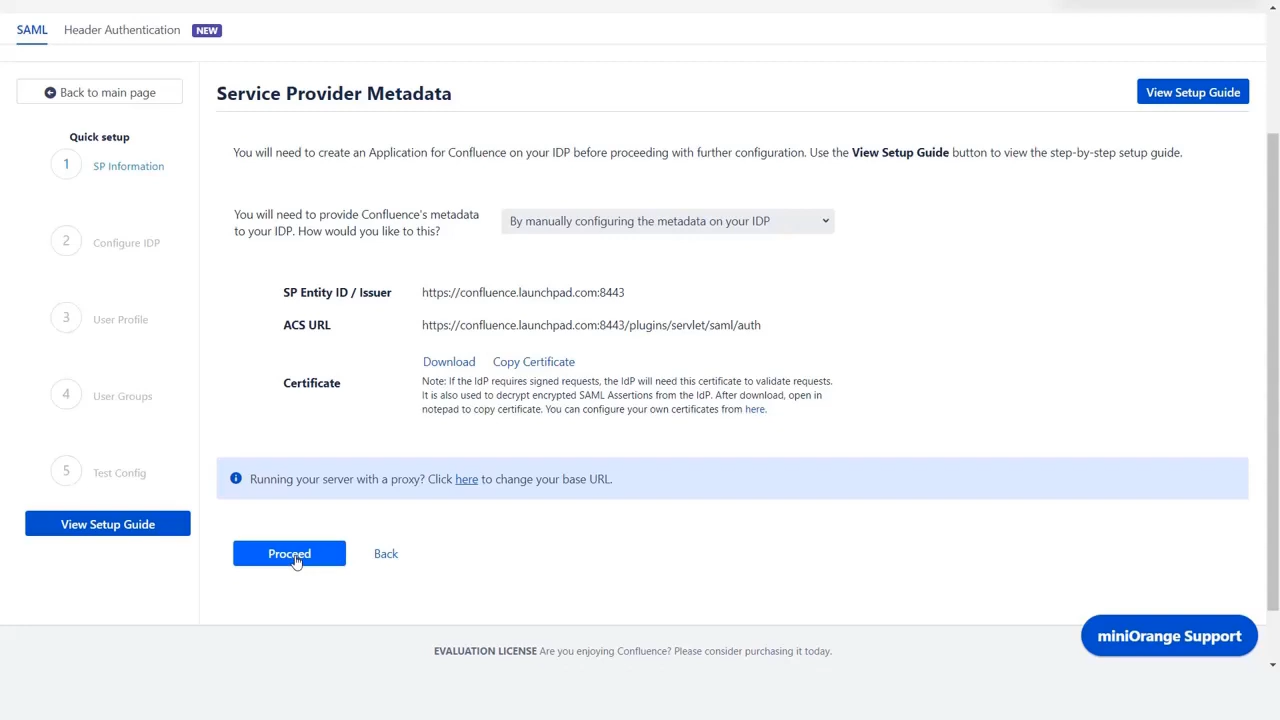 SAML
Header Authentication
NEW
Back to main page
Quick setup
1
SP Information
2
Configure IDP
3
User Profile
4
User Groups
5
Test Config
View Setup Guide
Service Provider Metadata
View Setup Guide
You will need to create an Application for Confluence on your IDP before proceeding with further configuration. Use the View Setup Guide button to view the step-by-step setup guide.
You will need to provide Confluence's metadata
to your IDP. How would you like to this?
By manually configuring the metadata on your IDP
SP Entity ID / Issuer
https://confluence.launchpad.com:8443
ACS URL
https://confluence.launchpad.com:8443/plugins/servlet/saml/auth
Certificate
Download
Copy Certificate
Note: If the IdP requires signed requests, the IdP will need this certificate to validate requests.
It is also used to decrypt encrypted SAML Assertions from the IdP. After download, open in
notepad to copy certificate. You can configure your own certificates from here.
Running your server with a proxy? Click here to change your base URL.
Proceed
Back
miniOrange Support
EVALUATION LICENSE Are you enjoying Confluence? Please consider purchasing it today.